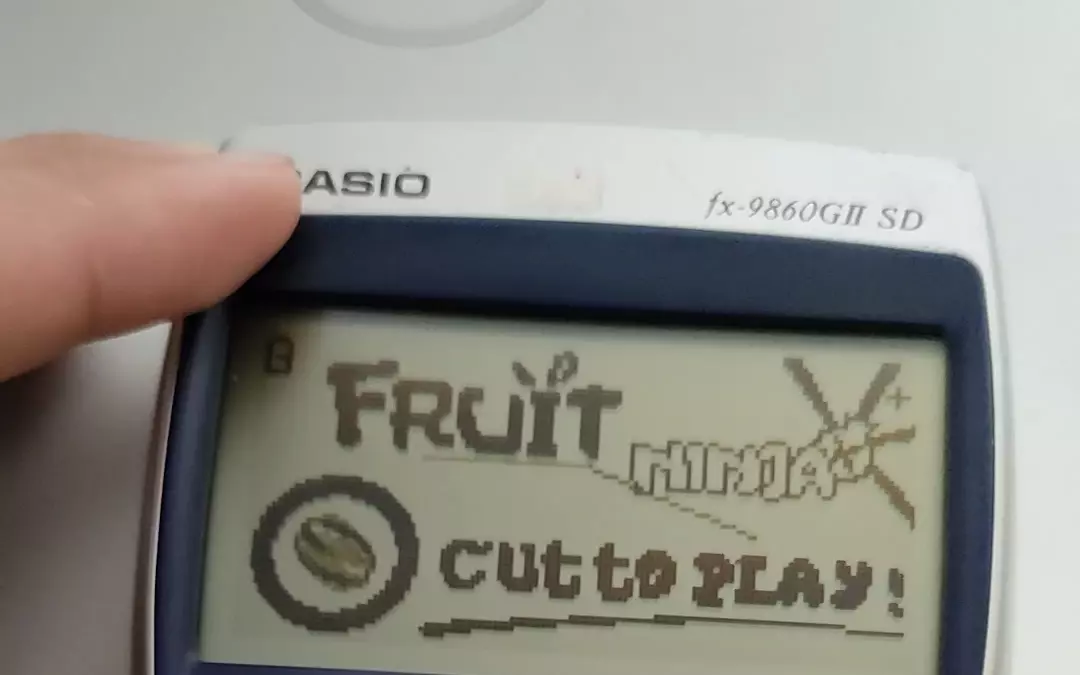 CASIO
fx-9860GII SD
FRUIT
NINJA
CUT TO PLAY!